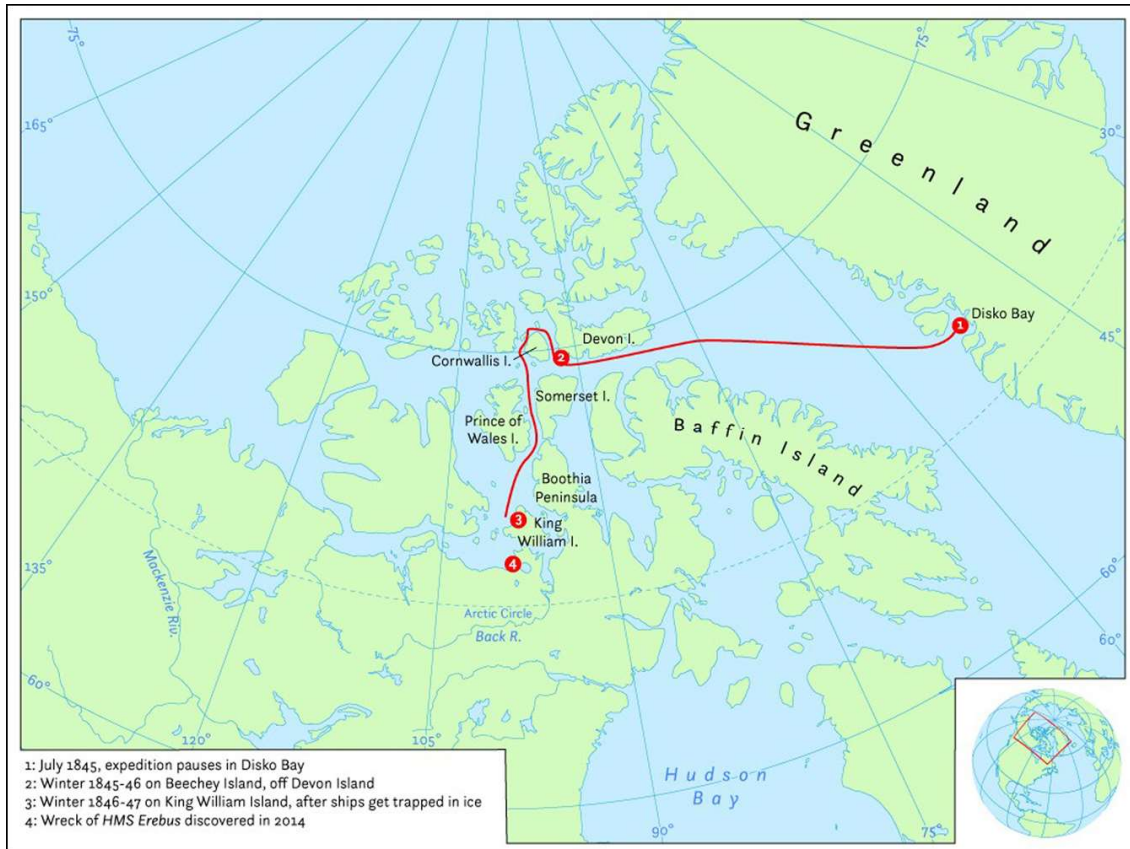 75°
75°
165°
Greenland
30°
150°
1
Disko Bay
45°
Devon I.
2
Cornwallis I.
Somerset I.
Prince of
Wales I.
Baffin Island
Boothia
Peninsula
3
King
William I.
4
135°
Mackenzie Riv.
Arctic Circle
Back R.
60°
60°
60°
120°
105°
Hudson
Bay
90°
75°
1: July 1845, expedition pauses in Disko Bay
2: Winter 1845-46 on Beechey Island, off Devon Island
3: Winter 1846-47 on King William Island, after ships get trapped in ice
4: Wreck of HMS Erebus discovered in 2014